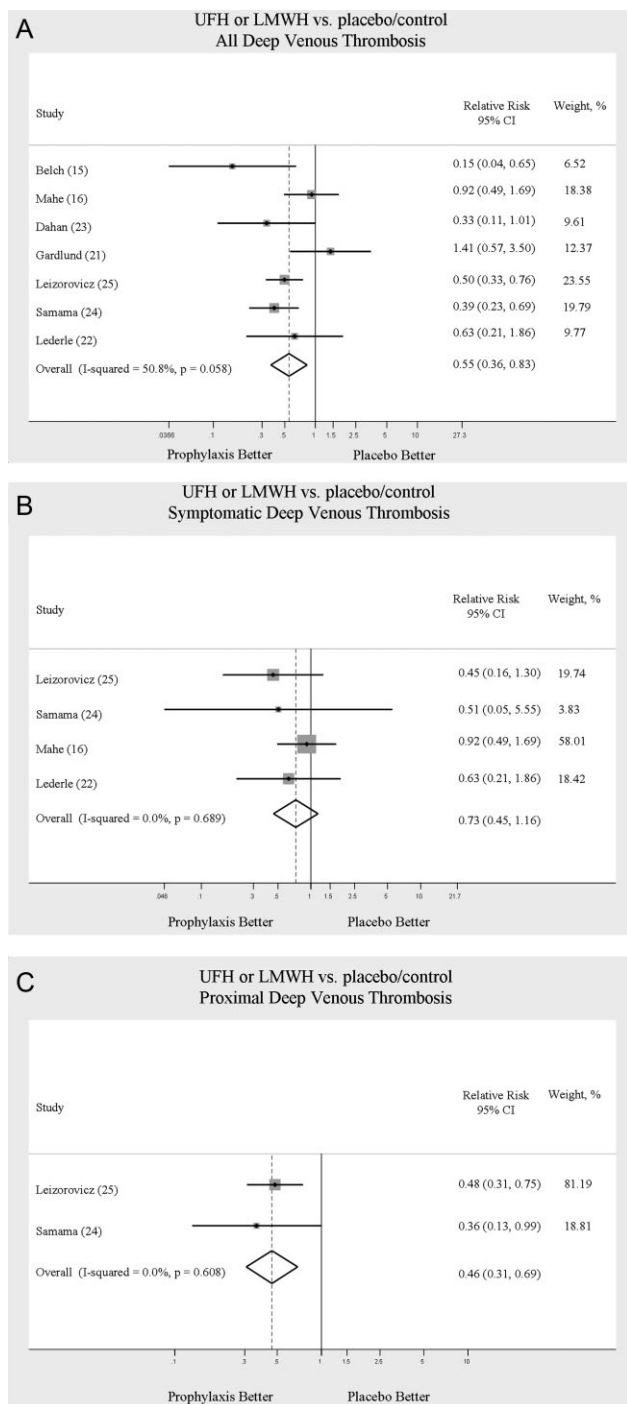 A
UFH or LMWH vs. placebo/control
All Deep Venous Thrombosis
Study
Relative Risk
95% CI
Weight, %
Belch (15) 0.15 (0.04, 0.65) 6.52
Mahe (16) 0.92 (0.49, 1.69) 18.38
Dahan (23) 0.33 (0.11, 1.01) 9.61
Gardlund (21) 1.41 (0.57, 3.50) 12.37
Leizorovicz (25) 0.50 (0.33, 0.76) 23.55
Samama (24) 0.39 (0.23, 0.69) 19.79
Lederle (22) 0.63 (0.21, 1.86) 9.77
Overall (I-squared = 50.8%, p = 0.058) 0.55 (0.36, 0.83)
.0366 .1 .3 .5 1 1.5 2.5 5 10 27.3
Prophylaxis Better Placebo Better
B
UFH or LMWH vs. placebo/control
Symptomatic Deep Venous Thrombosis
Study
Relative Risk
95% CI
Weight, %
Leizorovicz (25) 0.45 (0.16, 1.30) 19.74
Samama (24) 0.51 (0.05, 5.55) 3.83
Mahe (16) 0.92 (0.49, 1.69) 58.01
Lederle (22) 0.63 (0.21, 1.86) 18.42
Overall (I-squared = 0.0%, p = 0.689) 0.73 (0.45, 1.16)
.046 .1 .3 .5 1 1.5 2.5 5 10 21.7
Prophylaxis Better Placebo Better
C
UFH or LMWH vs. placebo/control
Proximal Deep Venous Thrombosis
Study
Relative Risk
95% CI
Weight, %
Leizorovicz (25) 0.48 (0.31, 0.75) 81.19
Samama (24) 0.36 (0.13, 0.99) 18.81
Overall (I-squared = 0.0%, p = 0.608) 0.46 (0.31, 0.69)
.1 .3 .5 1 1.5 2.5 5 10
Prophylaxis Better Placebo Better